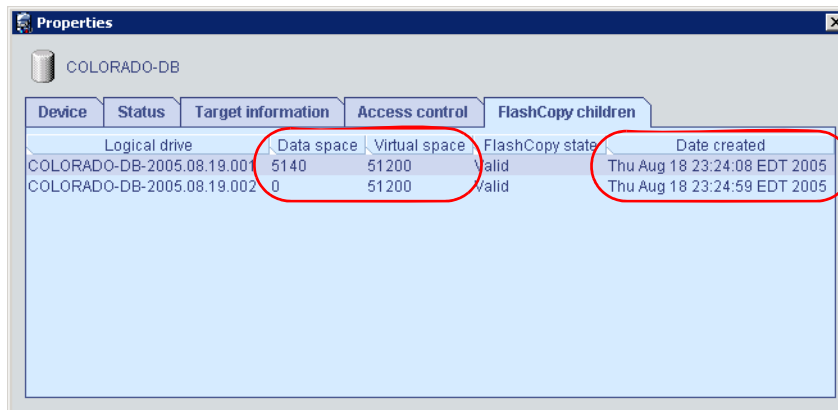 Properties
COLORADO-DB
Device Status Target information Access control FlashCopy children
Logical drive Data space Virtual space FlashCopy state Date created
COLORADO-DB-2005.08.19.001 5140 51200 Valid Thu Aug 18 23:24:08 EDT 2005
COLORADO-DB-2005.08.19.002 0 51200 Valid Thu Aug 18 23:24:59 EDT 2005